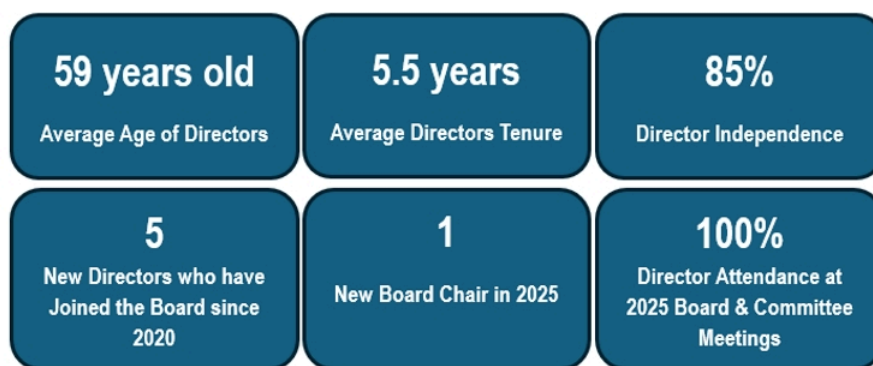 59 years old
Average Age of Directors
5.5 years
Average Directors Tenure
85%
Director Independence
5
New Directors who have
Joined the Board since
2020
1
New Board Chair in 2025
100%
Director Attendance at
2025 Board & Committee
Meetings